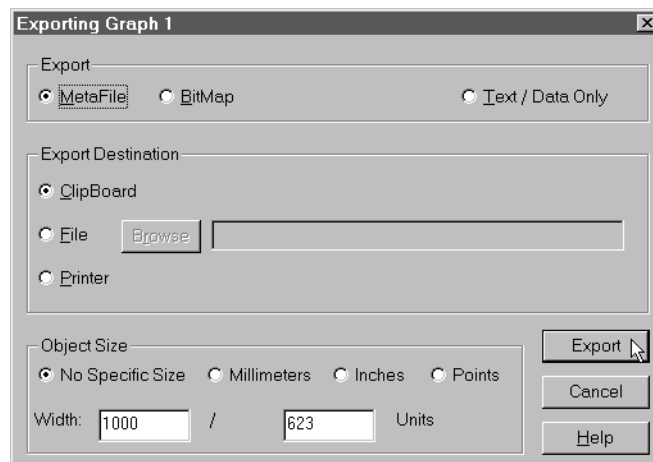 Exporting Graph 1
Export
MetaFile BitMap Text / Data Only
Export Destination
ClipBoard
File Browse
Printer
Object Size
No Specific Size Millimeters Inches Points
Width: 1000 / 623 Units
Export
Cancel
Help